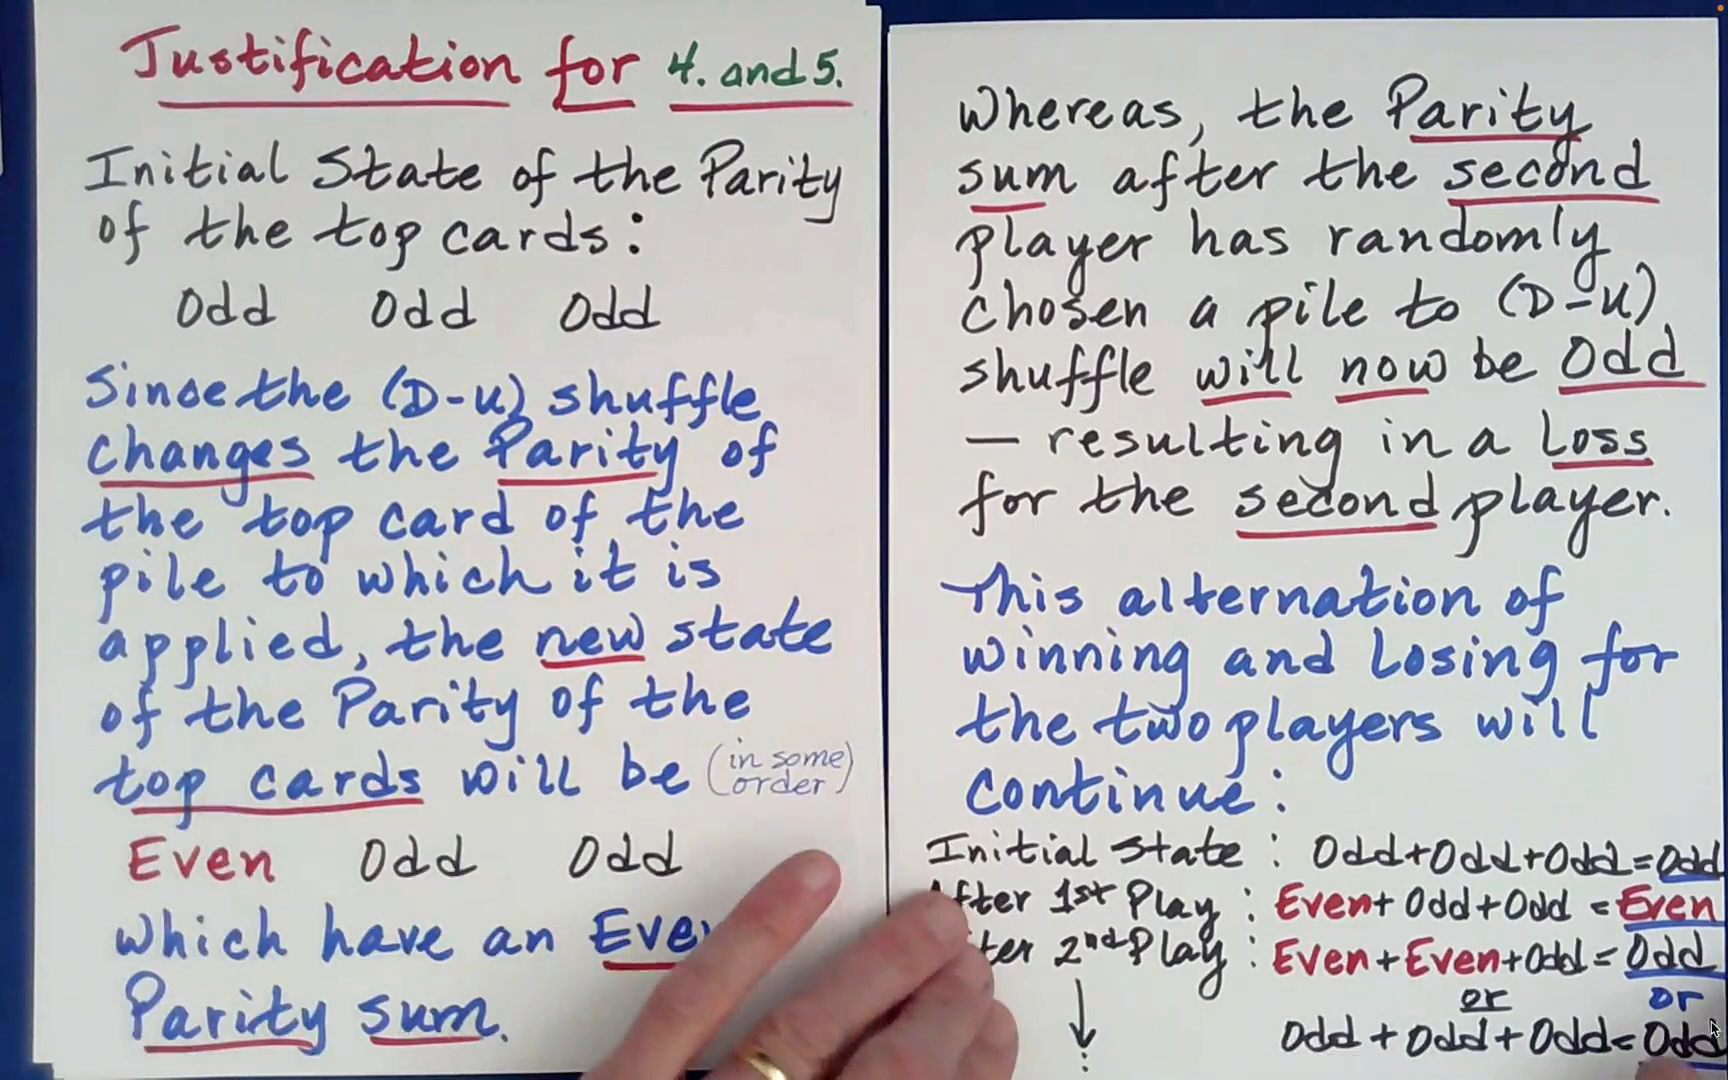 Justification for 4. and 5.
Initial State of the Parity
of the top cards:
Odd Odd Odd
Since the (D-U) shuffle
changes the Parity of
the top card of the
pile to which it is
applied, the new state
of the Parity of the
top cards will be (in some order)
Even Odd Odd
which have an
Parity sum.
Whereas, the Parity
sum after the second
player has randomly
chosen a pile to (D-U)
shuffle will now be Odd
— resulting in a Loss
for the second player.
This alternation of
winning and Losing for
the two players will
continue:
Initial State : Odd+Odd+Odd=Odd
After 1st Play : Even+Odd+Odd=Even
2nd Play : Even+Even+Odd=Odd
or or
Odd+Odd+Odd=Odd